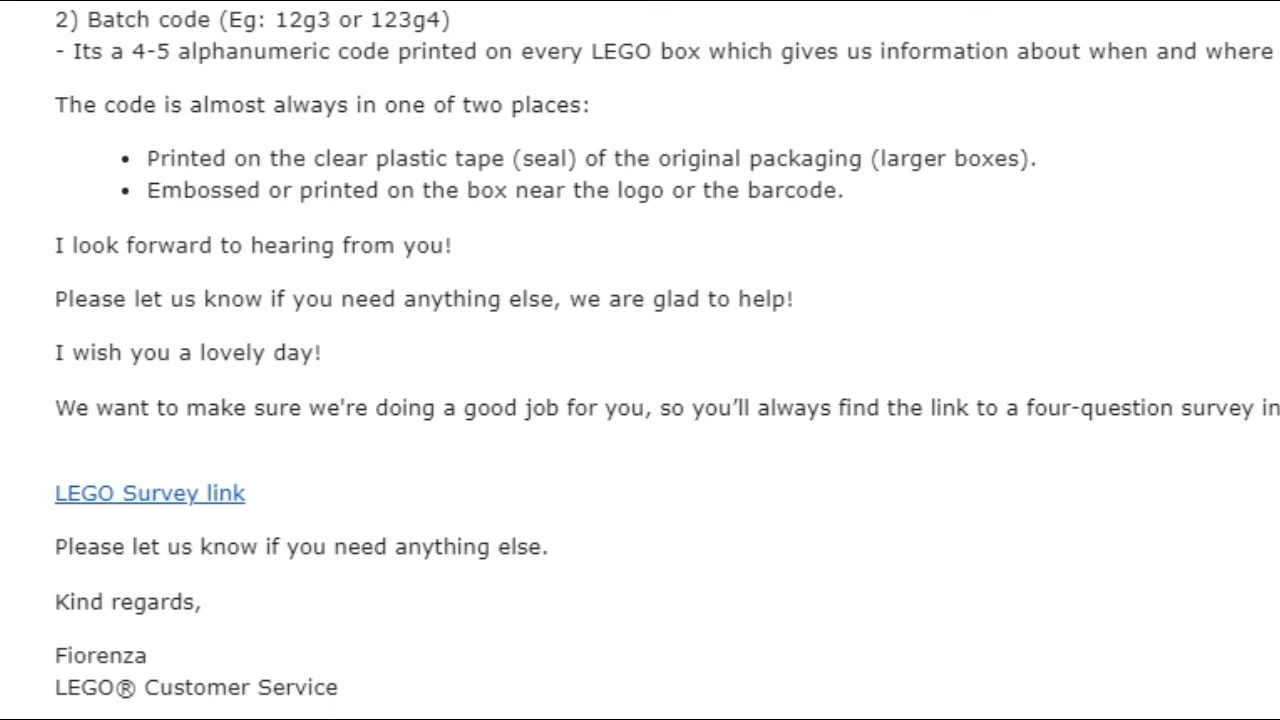 2) Batch code (Eg: 12g3 or 123g4)
- Its a 4-5 alphanumeric code printed on every LEGO box which gives us information about when and where
The code is almost always in one of two places:
• Printed on the clear plastic tape (seal) of the original packaging (larger boxes).
• Embossed or printed on the box near the logo or the barcode.
I look forward to hearing from you!
Please let us know if you need anything else, we are glad to help!
I wish you a lovely day!
We want to make sure we're doing a good job for you, so you’ll always find the link to a four-question survey in
LEGO Survey link
Please let us know if you need anything else.
Kind regards,
Fiorenza
LEGO® Customer Service